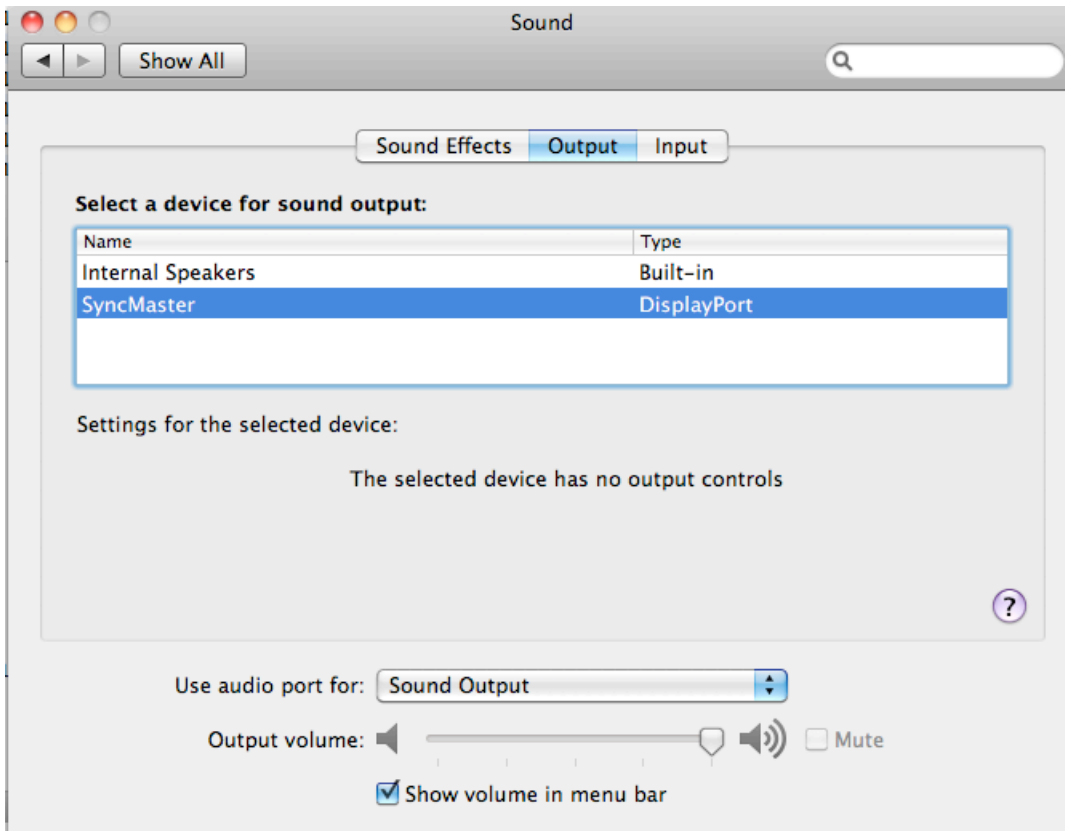 Sound
Show All
Sound Effects Output Input
Select a device for sound output:
Name Type
Internal Speakers Built-in
SyncMaster DisplayPort
Settings for the selected device:
The selected device has no output controls
?
Use audio port for: Sound Output
Output volume: Mute
Show volume in menu bar